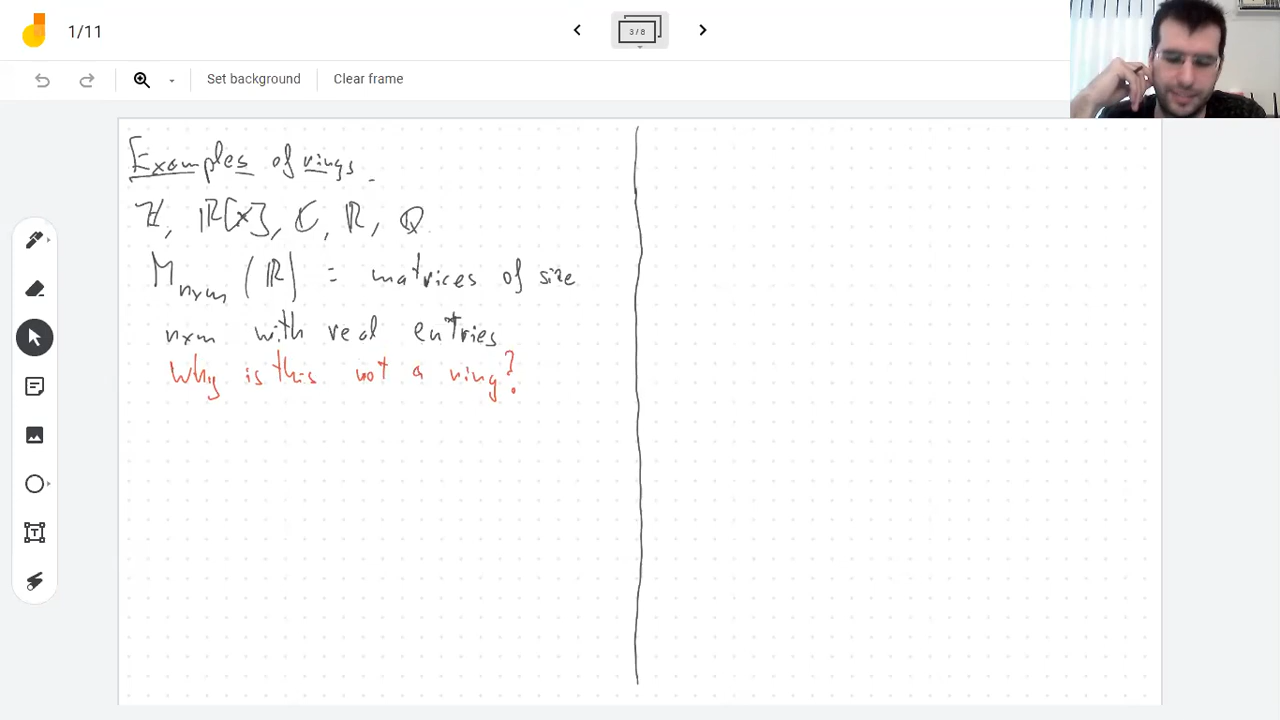 1/11
3 / 8
Set background
Clear frame
Examples of rings.
ℤ, ℝ[x], ℂ, ℝ, ℚ
M_{n×m} (ℝ) = matrices of size
n×m with real entries
Why is this not a ring?